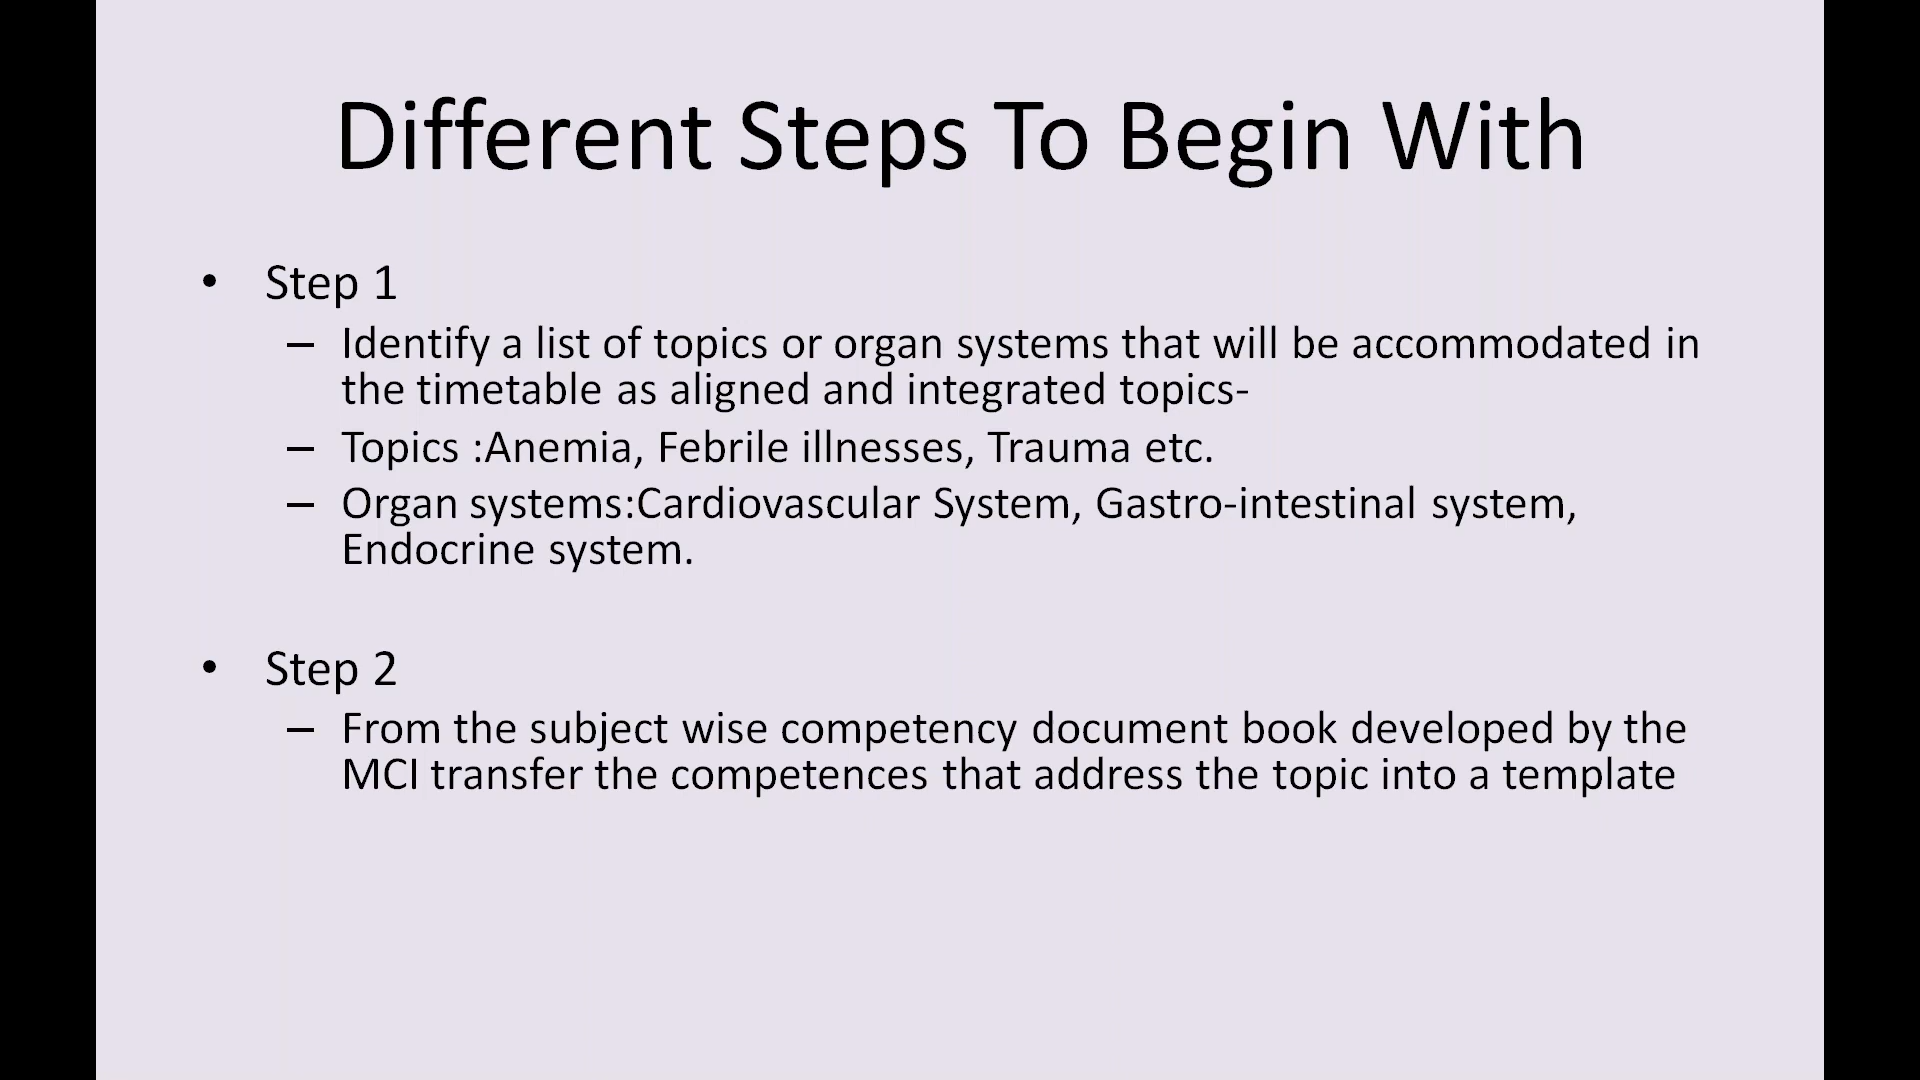 Different Steps To Begin With
• Step 1
– Identify a list of topics or organ systems that will be accommodated in
the timetable as aligned and integrated topics-
– Topics :Anemia, Febrile illnesses, Trauma etc.
– Organ systems:Cardiovascular System, Gastro-intestinal system,
Endocrine system.
• Step 2
– From the subject wise competency document book developed by the
MCI transfer the competences that address the topic into a template